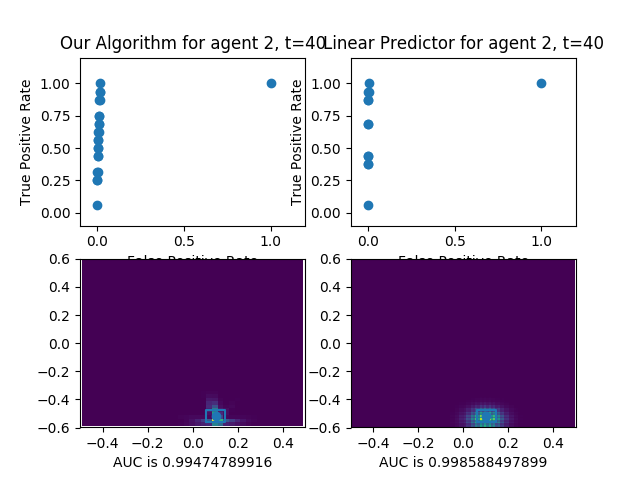 Our Algorithm for agent 2, t=40
Linear Predictor for agent 2, t=40
True Positive Rate
1.00
0.75
0.50
0.25
0.00
0.0 0.5 1.0
False Positive Rate
True Positive Rate
1.00
0.75
0.50
0.25
0.00
0.0 0.5 1.0
False Positive Rate
0.6
0.4
0.2
0.0
−0.2
−0.4
−0.6
−0.4 −0.2 0.0 0.2 0.4
AUC is 0.99474789916
0.6
0.4
0.2
0.0
−0.2
−0.4
−0.6
−0.4 −0.2 0.0 0.2 0.4
AUC is 0.998588497899